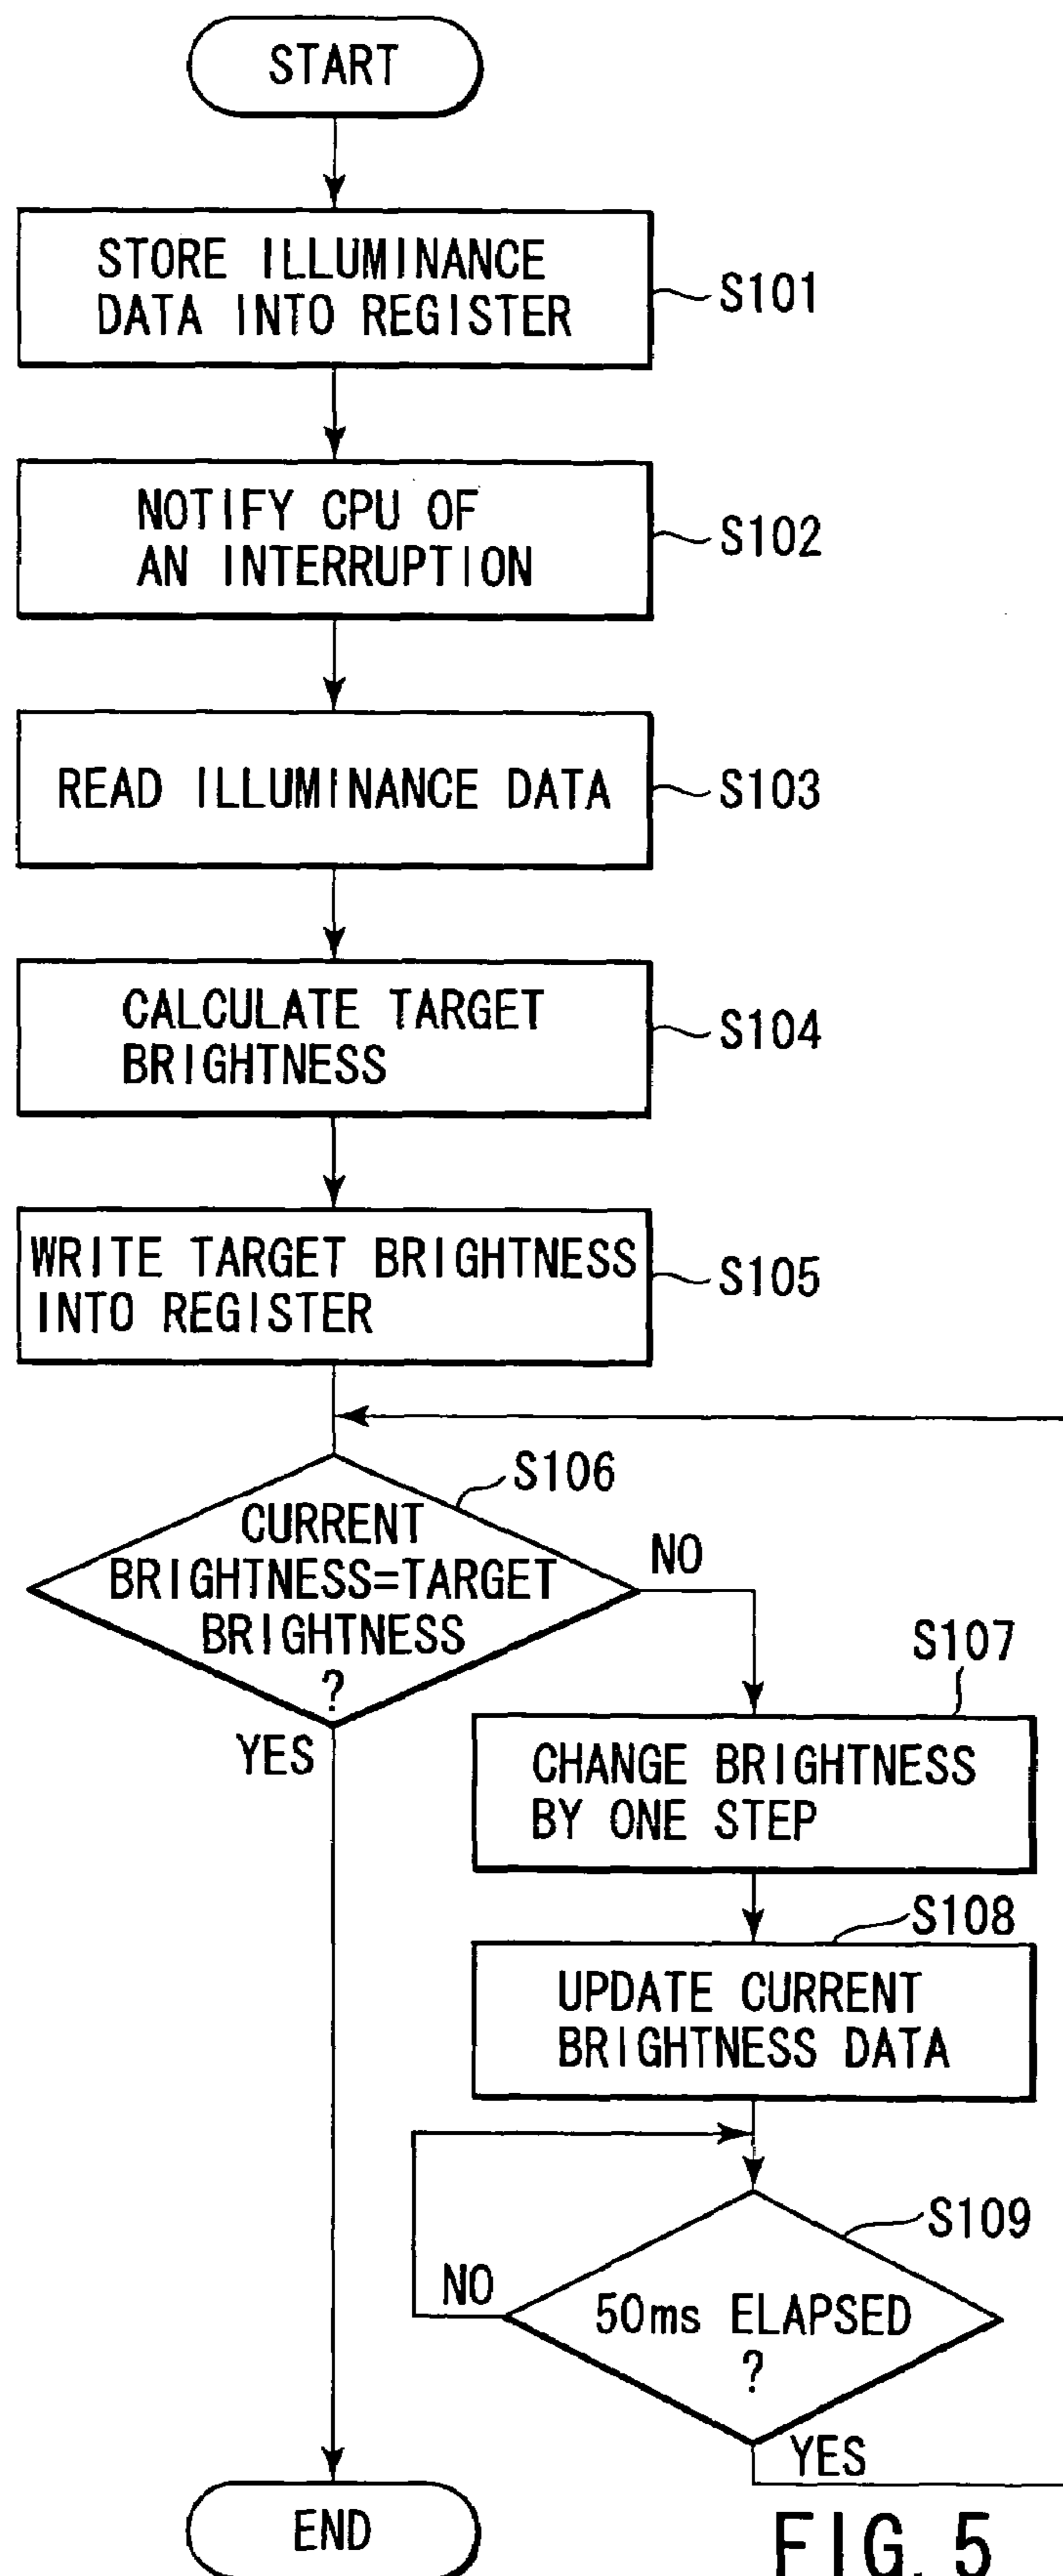 START
STORE ILLUMINANCE
DATA INTO REGISTER
S101
NOTIFY CPU OF
AN INTERRUPTION
S102
READ ILLUMINANCE DATA
S103
CALCULATE TARGET
BRIGHTNESS
S104
WRITE TARGET BRIGHTNESS
INTO REGISTER
S105
S106
CURRENT
BRIGHTNESS=TARGET
BRIGHTNESS
?
NO
YES
S107
CHANGE BRIGHTNESS
BY ONE STEP
S108
UPDATE CURRENT
BRIGHTNESS DATA
S109
NO
50ms ELAPSED
?
YES
END
FIG. 5